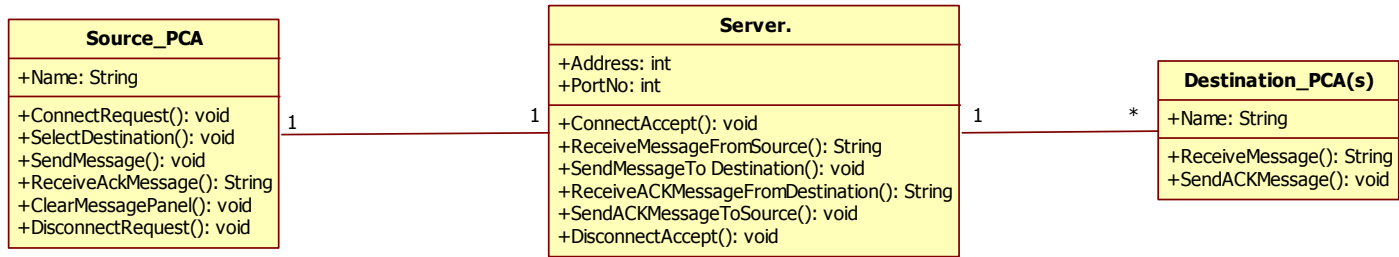 Source_PCA
+Name: String
+ConnectRequest(): void
+SelectDestination(): void
+SendMessage(): void
+ReceiveAckMessage(): String
+ClearMessagePanel(): void
+DisconnectRequest(): void
1
1
Server.
+Address: int
+PortNo: int
+ConnectAccept(): void
+ReceiveMessageFromSource(): String
+SendMessageTo Destination(): void
+ReceiveACKMessageFromDestination(): String
+SendACKMessageToSource(): void
+DisconnectAccept(): void
1
*
Destination_PCA(s)
+Name: String
+ReceiveMessage(): String
+SendACKMessage(): void